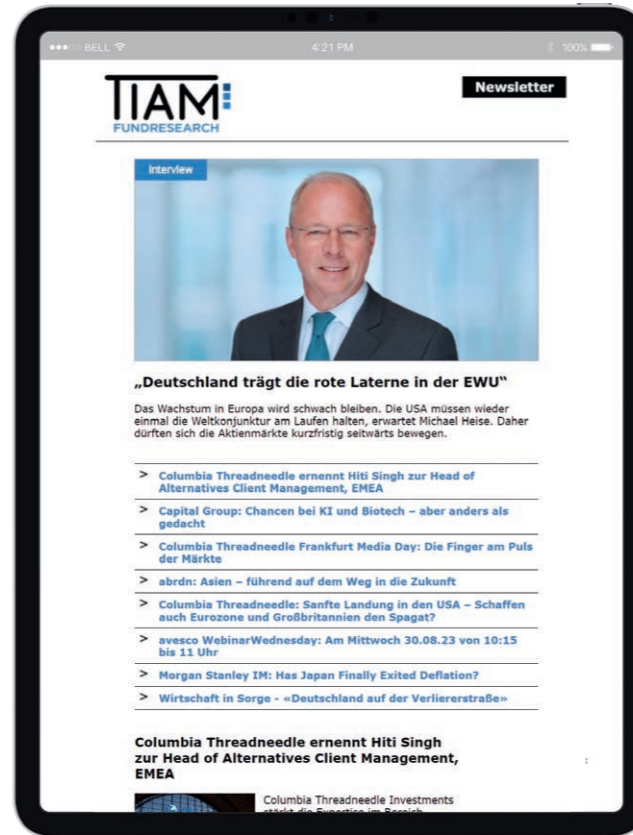 BELL
4:21 PM
100%
TIAM
FUNDRESEARCH
Newsletter
Interview
„Deutschland trägt die rote Laterne in der EWU“
Das Wachstum in Europa wird schwach bleiben. Die USA müssen wieder
einmal die Weltkonjunktur am Laufen halten, erwartet Michael Heise. Daher
dürften sich die Aktienmärkte kurzfristig seitwärts bewegen.
> Columbia Threadneedle ernennt Hiti Singh zur Head of
Alternatives Client Management, EMEA
> Capital Group: Chancen bei KI und Biotech – aber anders als
gedacht
> Columbia Threadneedle Frankfurt Media Day: Die Finger am Puls
der Märkte
> abrdn: Asien – führend auf dem Weg in die Zukunft
> Columbia Threadneedle: Sanfte Landung in den USA – Schaffen
auch Eurozone und Großbritannien den Spagat?
> avesco WebinarWednesday: Am Mittwoch 30.08.23 von 10:15
bis 11 Uhr
> Morgan Stanley IM: Has Japan Finally Exited Deflation?
> Wirtschaft in Sorge - «Deutschland auf der Verliererstraße»
Columbia Threadneedle ernennt Hiti Singh
zur Head of Alternatives Client Management,
EMEA
Columbia Threadneedle Investments
stärkt die Expertise im Bereich